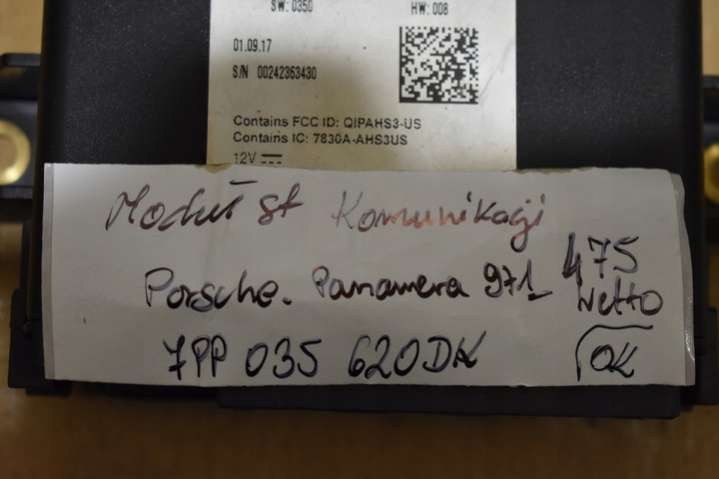 SW: 0350 HW: 008
01.09.17
S/N 00242363430
Contains FCC ID: QIPAHS3-US
Contains IC: 7830A-AHS3US
12V
Moduł st Komunikacji
Porsche. Panamera 971_ 475
Netto
7PP 035 620DK OK